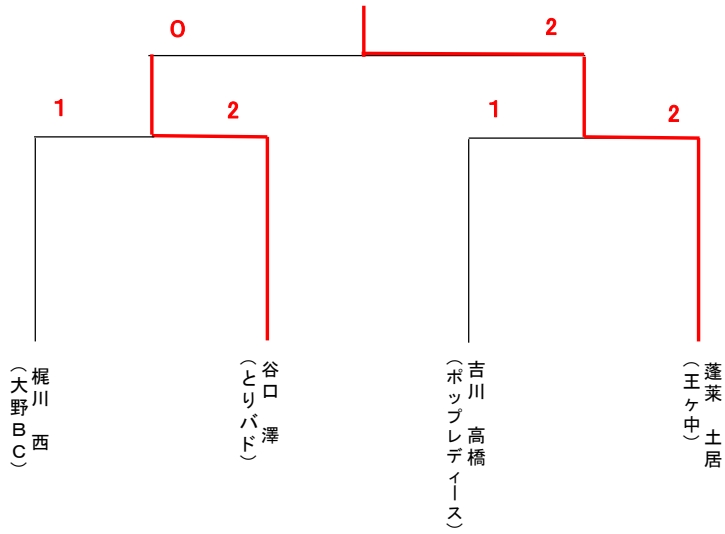 0
2
1
2
1
2
梶川　西
（大野ＢＣ）
谷口　澤
（とりバド）
吉川　高橋
（ポップレディース）
蓬莱　土居
（王ヶ中）